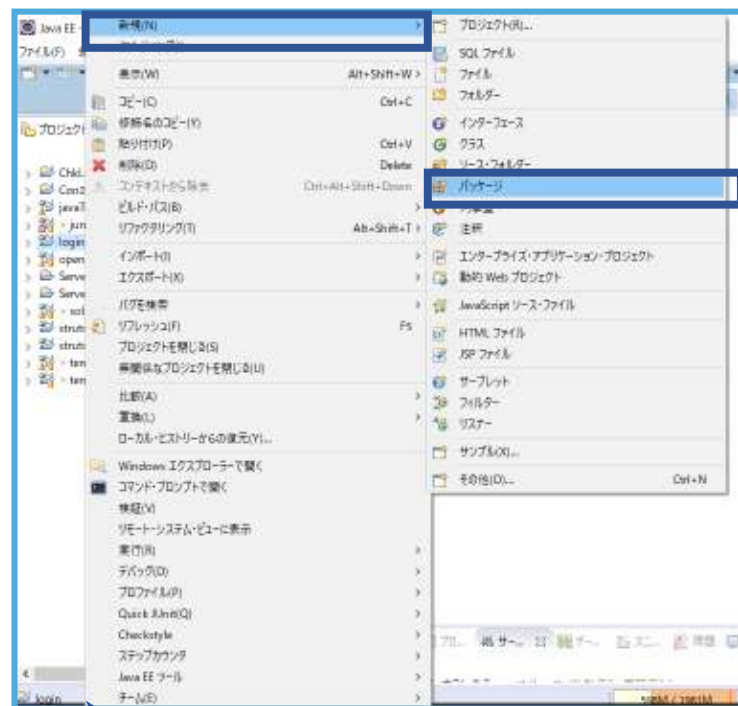 Java EE -
新規(N)
ファイル(F)
表示(W) Alt+Shift+W
コピー(C) Ctrl+C
修飾名のコピー(Y)
貼り付け(P) Ctrl+V
削除(D) Delete
コンテキストから除去 Ctrl+Alt+Shift+Down
ビルド・パス(B)
リファクタリング(T) Alt+Shift+T
インポート(I)
エクスポート(X)
バグを検索
リフレッシュ(F) F5
プロジェクトを閉じる(S)
無関係なプロジェクトを閉じる(U)
比較(A)
置換(L)
ローカル・ヒストリーからの復元(Y)...
Windows エクスプローラーで開く
コマンド・プロンプトで開く
検証(V)
リモート・システム・ビューに表示
実行(R)
デバッグ(D)
プロファイル(P)
Quick JUnit(Q)
Checkstyle
ステップカウンタ
Java EE ツール
チーム(E)
プロジェクト(R)...
SQL ファイル
ファイル
フォルダー
インターフェース
クラス
ソース・フォルダー
パッケージ
注釈
エンタープライズ・アプリケーション・プロジェクト
動的 Web プロジェクト
JavaScript ソース・ファイル
HTML ファイル
JSP ファイル
サーブレット
フィルター
リスナー
サンプル(X)...
その他(O)... Ctrl+N
プロジェク
javaT
jun
login
open
Serve
Serve
sol
struts
struts
ten
ten
login